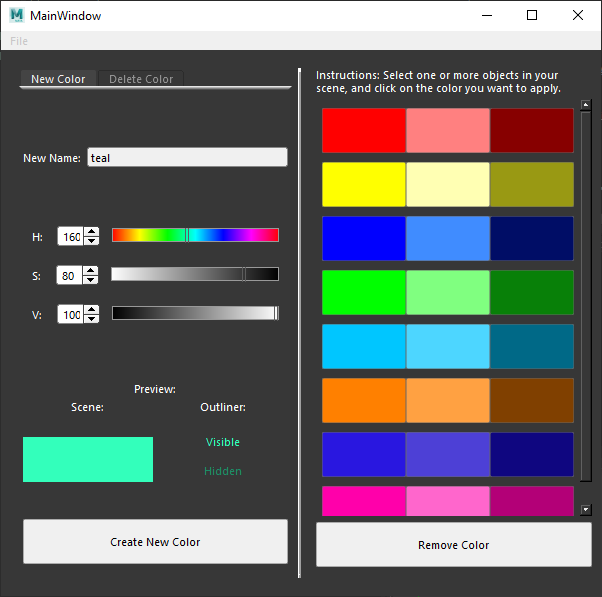 MainWindow
File
New Color
Delete Color
New Name:
teal
H:
160
S:
80
V:
100
Preview:
Scene:
Outliner:
Visible
Hidden
Create New Color
Instructions: Select one or more objects in your
scene, and click on the color you want to apply.
Remove Color